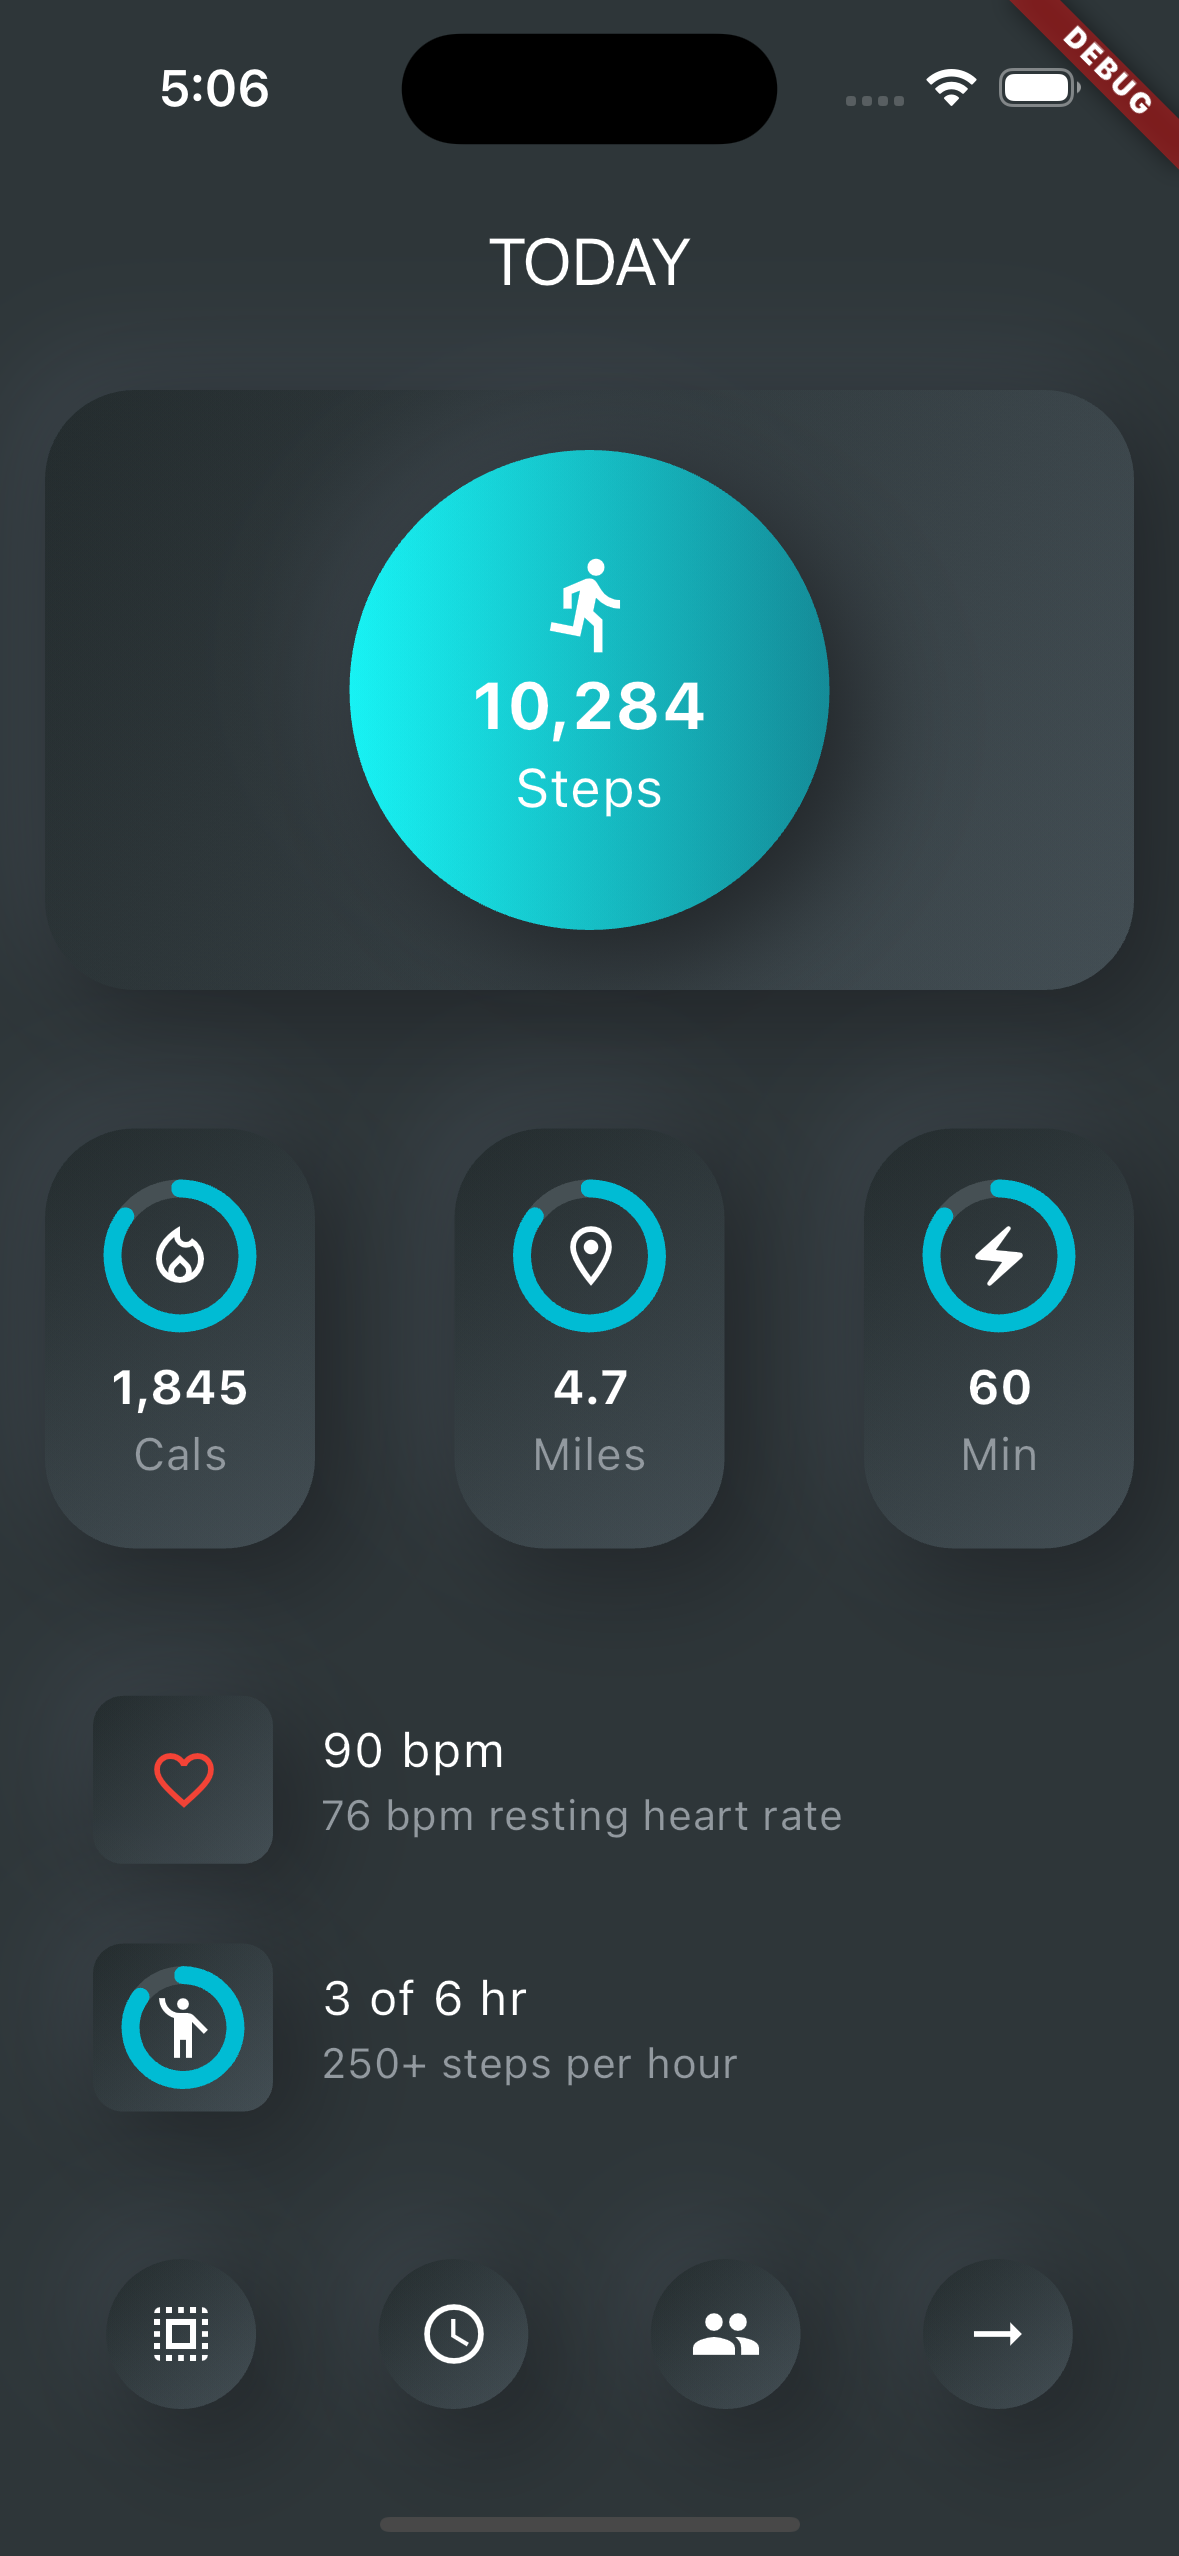 5:06
DEBUG
TODAY
10,284
Steps
1,845
Cals
4.7
Miles
60
Min
90 bpm
76 bpm resting heart rate
3 of 6 hr
250+ steps per hour